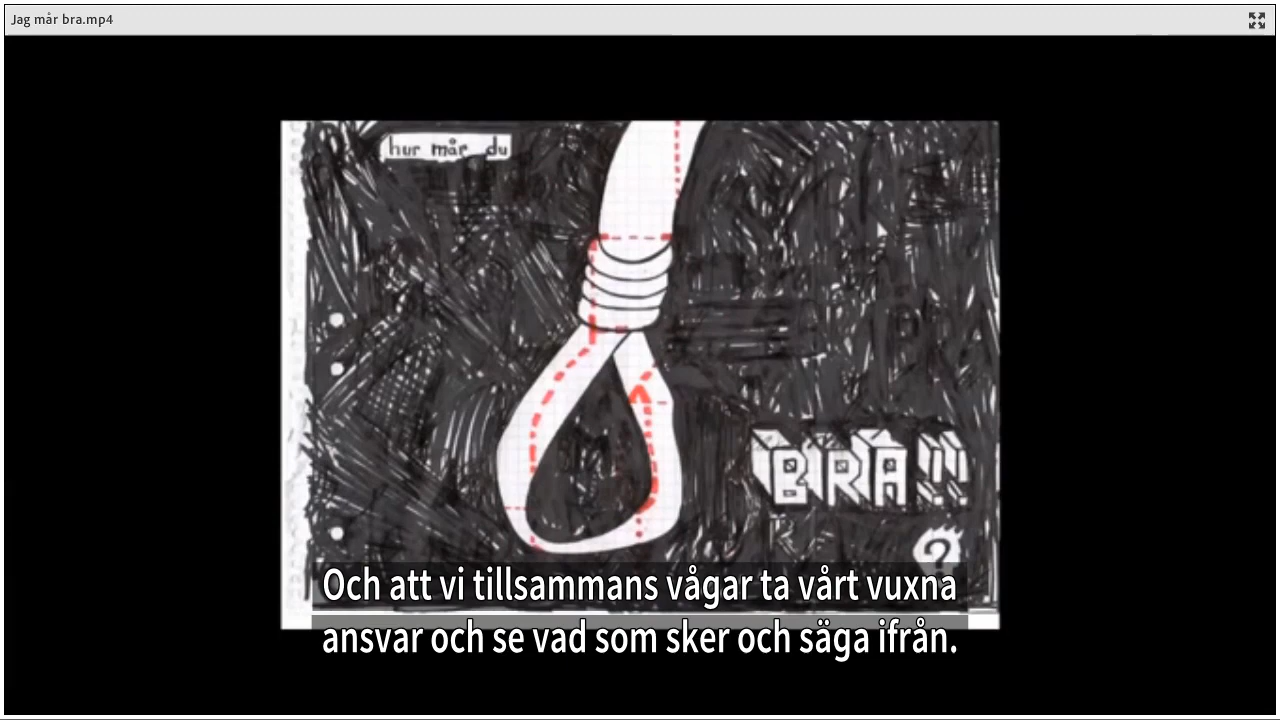 Jag mår bra.mp4
hur mår du
BRA!!
?
Och att vi tillsammans vågar ta vårt vuxna
ansvar och se vad som sker och säga ifrån.